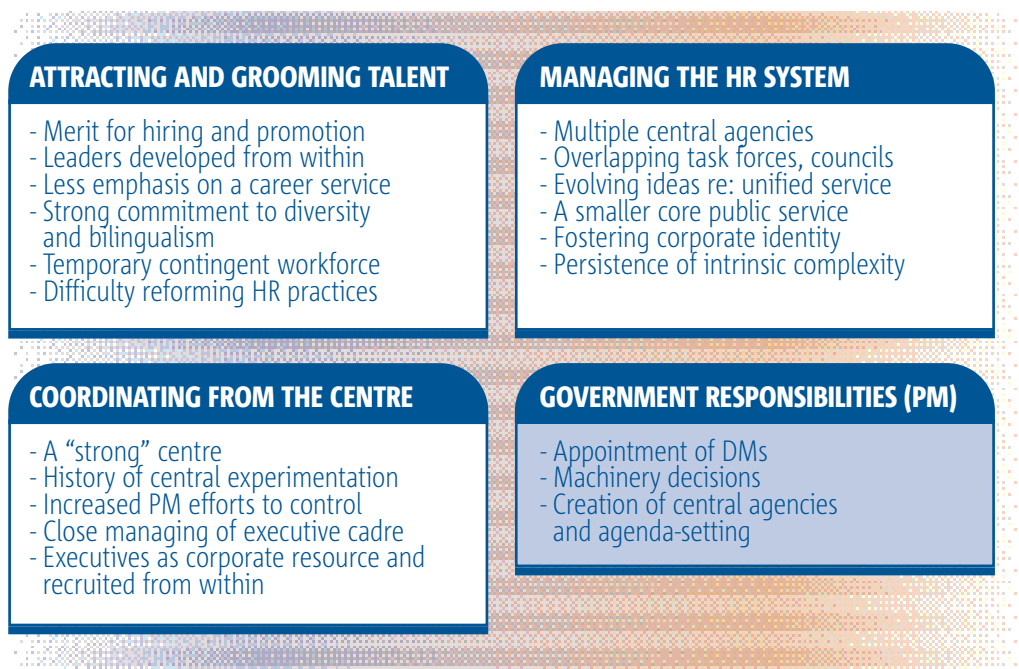 ATTRACTING AND GROOMING TALENT
- Merit for hiring and promotion
- Leaders developed from within
- Less emphasis on a career service
- Strong commitment to diversity
and bilingualism
- Temporary contingent workforce
- Difficulty reforming HR practices
MANAGING THE HR SYSTEM
- Multiple central agencies
- Overlapping task forces, councils
- Evolving ideas re: unified service
- A smaller core public service
- Fostering corporate identity
- Persistence of intrinsic complexity
COORDINATING FROM THE CENTRE
- A “strong” centre
- History of central experimentation
- Increased PM efforts to control
- Close managing of executive cadre
- Executives as corporate resource and
recruited from within
GOVERNMENT RESPONSIBILITIES (PM)
- Appointment of DMs
- Machinery decisions
- Creation of central agencies
and agenda-setting